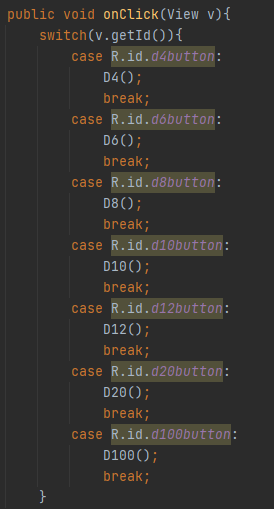 public void onClick(View v){
    switch(v.getId()){
        case R.id.d4button:
            D4();
            break;
        case R.id.d6button:
            D6();
            break;
        case R.id.d8button:
            D8();
            break;
        case R.id.d10button:
            D10();
            break;
        case R.id.d12button:
            D12();
            break;
        case R.id.d20button:
            D20();
            break;
        case R.id.d100button:
            D100();
            break;
    }